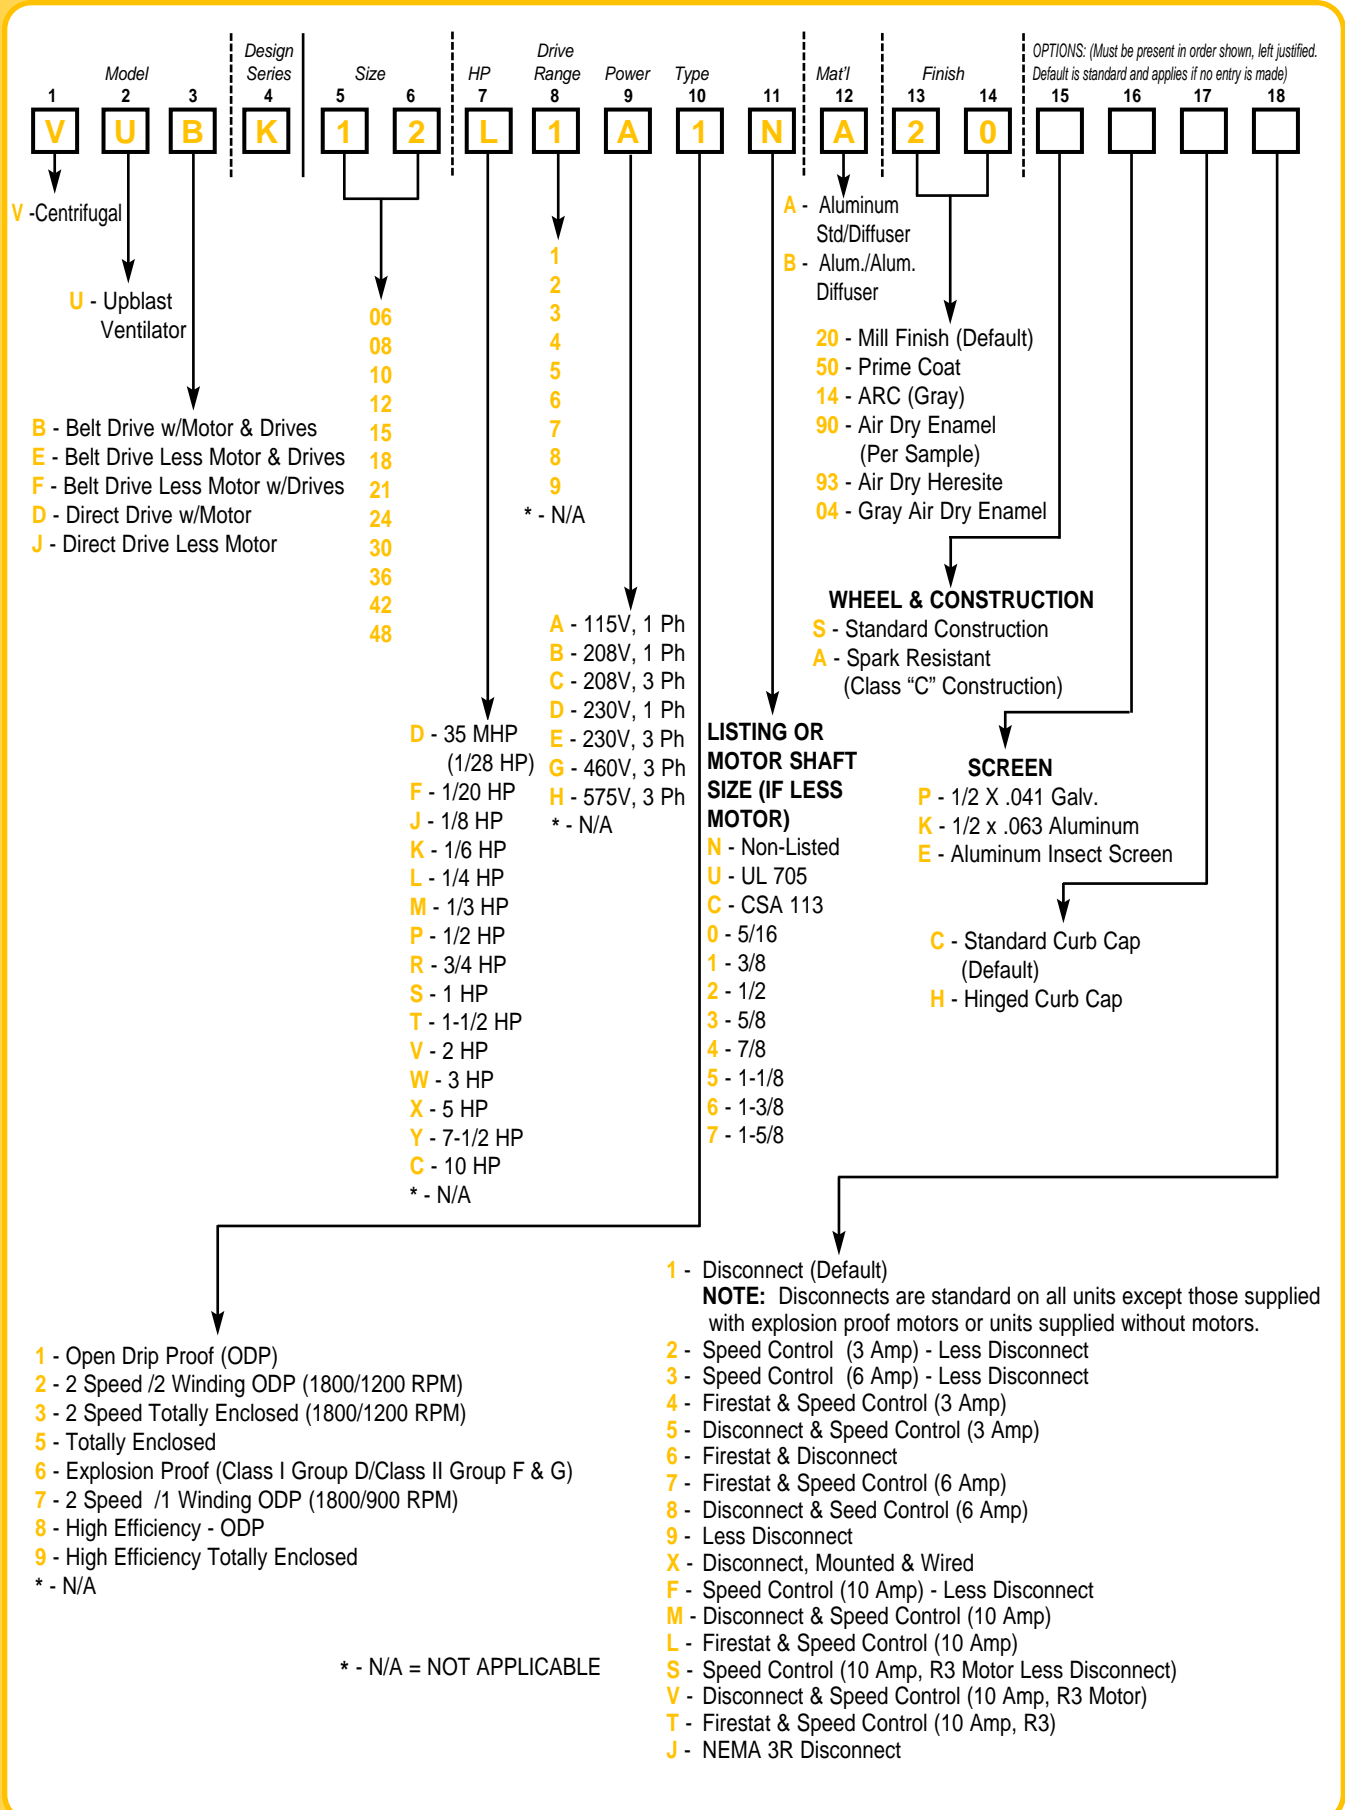 Model
Design
Series
Size
HP
Drive
Range
Power
Type
Mat'l
Finish
OPTIONS: (Must be present in order shown, left justified.
Default is standard and applies if no entry is made)
1 2 3 4 5 6 7 8 9 10 11 12 13 14 15 16 17 18
V U B K 1 2 L 1 A 1 N A 2 0
V -Centrifugal
U - Upblast
Ventilator
B - Belt Drive w/Motor & Drives
E - Belt Drive Less Motor & Drives
F - Belt Drive Less Motor w/Drives
D - Direct Drive w/Motor
J - Direct Drive Less Motor
06
08
10
12
15
18
21
24
30
36
42
48
D - 35 MHP
(1/28 HP)
F - 1/20 HP
J - 1/8 HP
K - 1/6 HP
L - 1/4 HP
M - 1/3 HP
P - 1/2 HP
R - 3/4 HP
S - 1 HP
T - 1-1/2 HP
V - 2 HP
W - 3 HP
X - 5 HP
Y - 7-1/2 HP
C - 10 HP
* - N/A
1
2
3
4
5
6
7
8
9
* - N/A
A - 115V, 1 Ph
B - 208V, 1 Ph
C - 208V, 3 Ph
D - 230V, 1 Ph
E - 230V, 3 Ph
G - 460V, 3 Ph
H - 575V, 3 Ph
* - N/A
1 - Open Drip Proof (ODP)
2 - 2 Speed /2 Winding ODP (1800/1200 RPM)
3 - 2 Speed Totally Enclosed (1800/1200 RPM)
5 - Totally Enclosed
6 - Explosion Proof (Class I Group D/Class II Group F & G)
7 - 2 Speed /1 Winding ODP (1800/900 RPM)
8 - High Efficiency - ODP
9 - High Efficiency Totally Enclosed
* - N/A
LISTING OR
MOTOR SHAFT
SIZE (IF LESS
MOTOR)
N - Non-Listed
U - UL 705
C - CSA 113
0 - 5/16
1 - 3/8
2 - 1/2
3 - 5/8
4 - 7/8
5 - 1-1/8
6 - 1-3/8
7 - 1-5/8
A - Aluminum
Std/Diffuser
B - Alum./Alum.
Diffuser
20 - Mill Finish (Default)
50 - Prime Coat
14 - ARC (Gray)
90 - Air Dry Enamel
(Per Sample)
93 - Air Dry Heresite
04 - Gray Air Dry Enamel
WHEEL & CONSTRUCTION
S - Standard Construction
A - Spark Resistant
(Class “C” Construction)
SCREEN
P - 1/2 X .041 Galv.
K - 1/2 x .063 Aluminum
E - Aluminum Insect Screen
C - Standard Curb Cap
(Default)
H - Hinged Curb Cap
1 - Disconnect (Default)
NOTE: Disconnects are standard on all units except those supplied
with explosion proof motors or units supplied without motors.
2 - Speed Control (3 Amp) - Less Disconnect
3 - Speed Control (6 Amp) - Less Disconnect
4 - Firestat & Speed Control (3 Amp)
5 - Disconnect & Speed Control (3 Amp)
6 - Firestat & Disconnect
7 - Firestat & Speed Control (6 Amp)
8 - Disconnect & Seed Control (6 Amp)
9 - Less Disconnect
X - Disconnect, Mounted & Wired
F - Speed Control (10 Amp) - Less Disconnect
M - Disconnect & Speed Control (10 Amp)
L - Firestat & Speed Control (10 Amp)
S - Speed Control (10 Amp, R3 Motor Less Disconnect)
V - Disconnect & Speed Control (10 Amp, R3 Motor)
T - Firestat & Speed Control (10 Amp, R3)
J - NEMA 3R Disconnect
* - N/A = NOT APPLICABLE